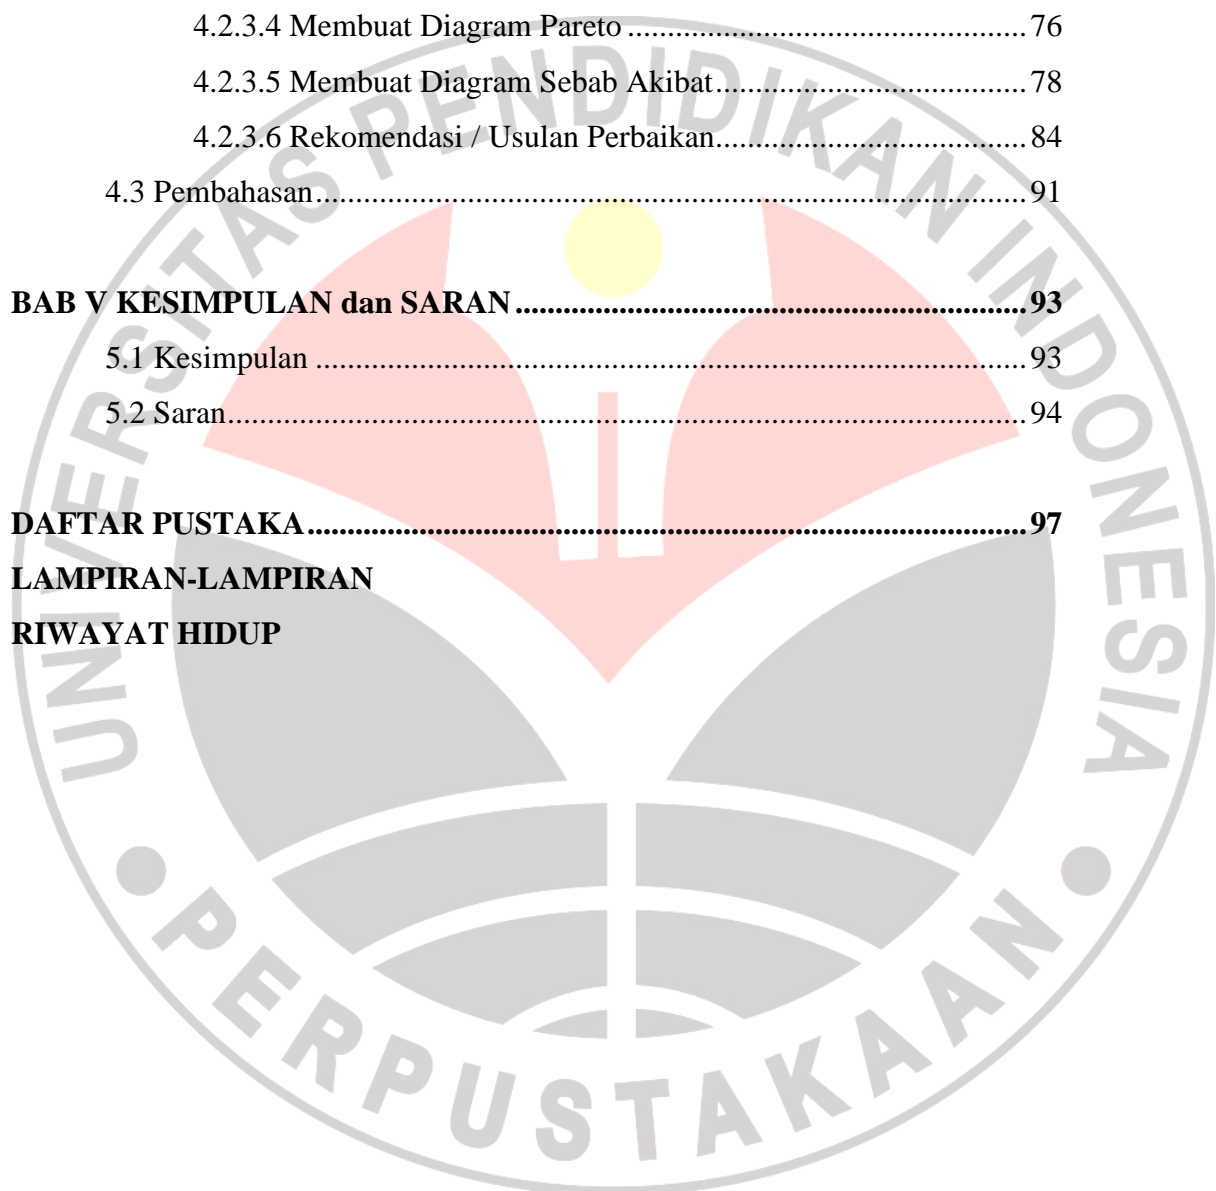 4.2.3.4 Membuat Diagram Pareto ................................................. 76
4.2.3.5 Membuat Diagram Sebab Akibat ...................................... 78
4.2.3.6 Rekomendasi / Usulan Perbaikan ...................................... 84
4.3 Pembahasan ........................................................................................ 91
BAB V KESIMPULAN dan SARAN .................................................................. 93
5.1 Kesimpulan ........................................................................................ 93
5.2 Saran ................................................................................................... 94
DAFTAR PUSTAKA ............................................................................................. 97
LAMPIRAN-LAMPIRAN
RIWAYAT HIDUP
UNIVERSITAS PENDIDIKAN INDONESIA
PERPUSTAKAAN